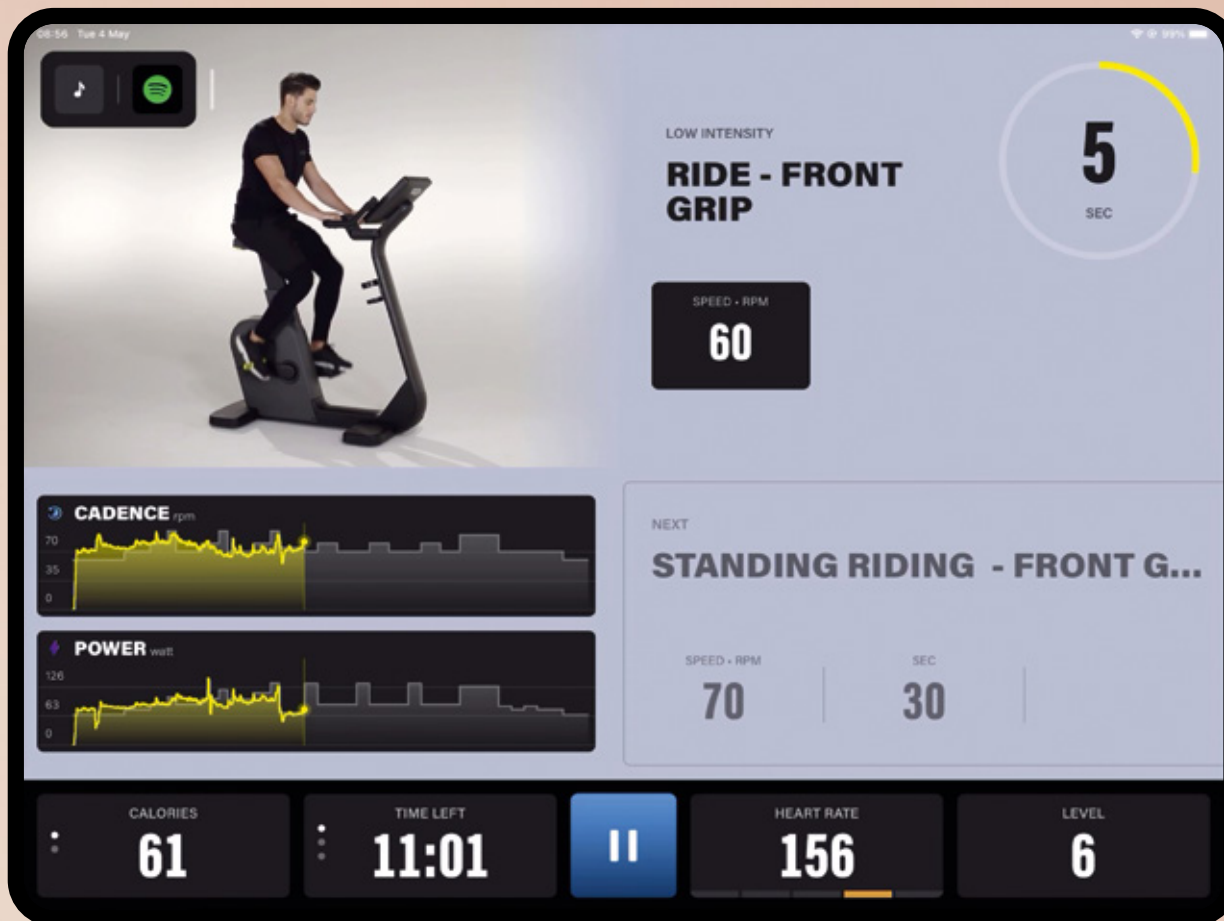 08:56 Tue 4 May
99%
LOW INTENSITY
RIDE - FRONT
GRIP
5
SEC
SPEED • RPM
60
CADENCE rpm
70
35
0
POWER watt
126
63
0
NEXT
STANDING RIDING - FRONT G...
SPEED • RPM
70
SEC
30
CALORIES
61
TIME LEFT
11:01
HEART RATE
156
LEVEL
6